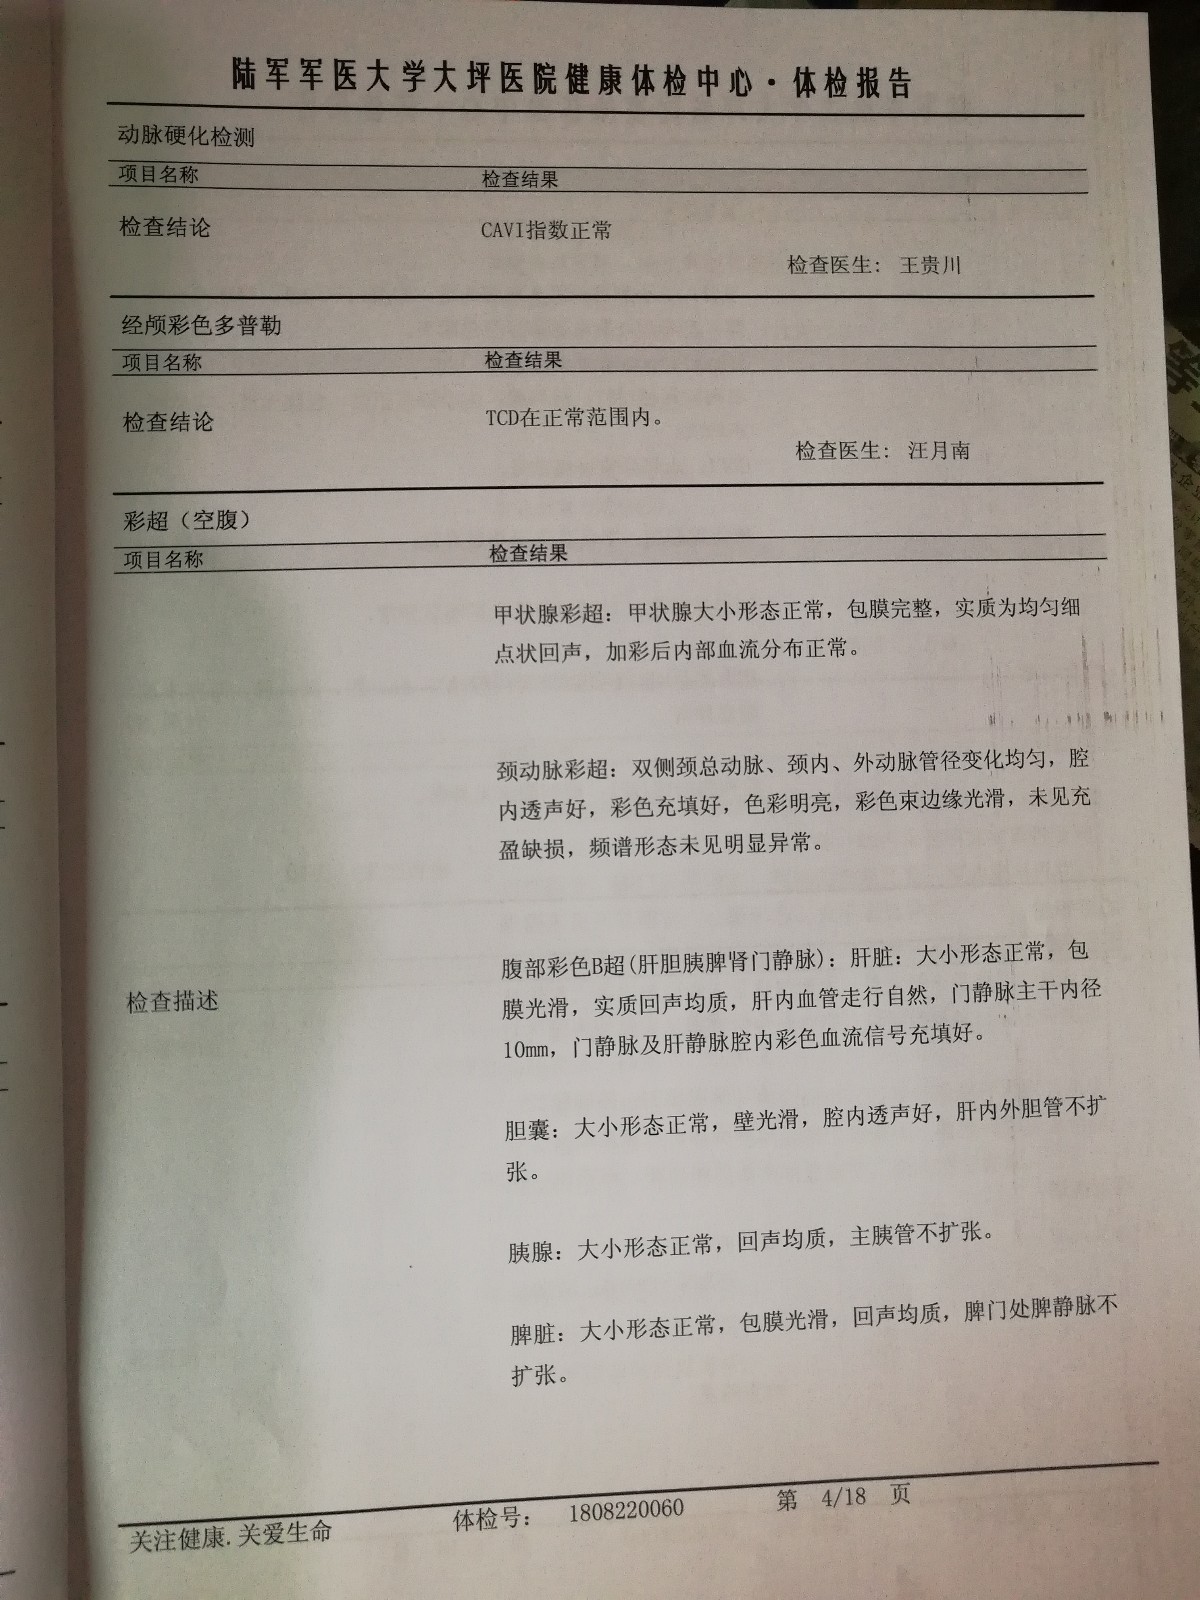 陆军军医大学大坪医院健康体检中心·体检报告
动脉硬化检测
项目名称 检查结果
检查结论 CAVI指数正常
检查医生: 王贵川
经颅彩色多普勒
项目名称 检查结果
检查结论 TCD在正常范围内。
检查医生: 汪月南
彩超（空腹）
项目名称 检查结果
甲状腺彩超: 甲状腺大小形态正常，包膜完整，实质为均匀细
点状回声，加彩后内部血流分布正常。
颈动脉彩超: 双侧颈总动脉、颈内、外动脉管径变化均匀，腔
内透声好，彩色充填好，色彩明亮，彩色束边缘光滑，未见充
盈缺损，频谱形态未见明显异常。
腹部彩色B超(肝胆胰脾肾门静脉): 肝脏: 大小形态正常，包
检查描述 膜光滑，实质回声均质，肝内血管走行自然，门静脉主干内径
10mm，门静脉及肝静脉腔内彩色血流信号充填好。
胆囊: 大小形态正常，壁光滑，腔内透声好，肝内外胆管不扩
张。
胰腺: 大小形态正常，回声均质，主胰管不扩张。
脾脏: 大小形态正常，包膜光滑，回声均质，脾门处脾静脉不
扩张。
关注健康.关爱生命 体检号: 1808220060 第 4/18 页